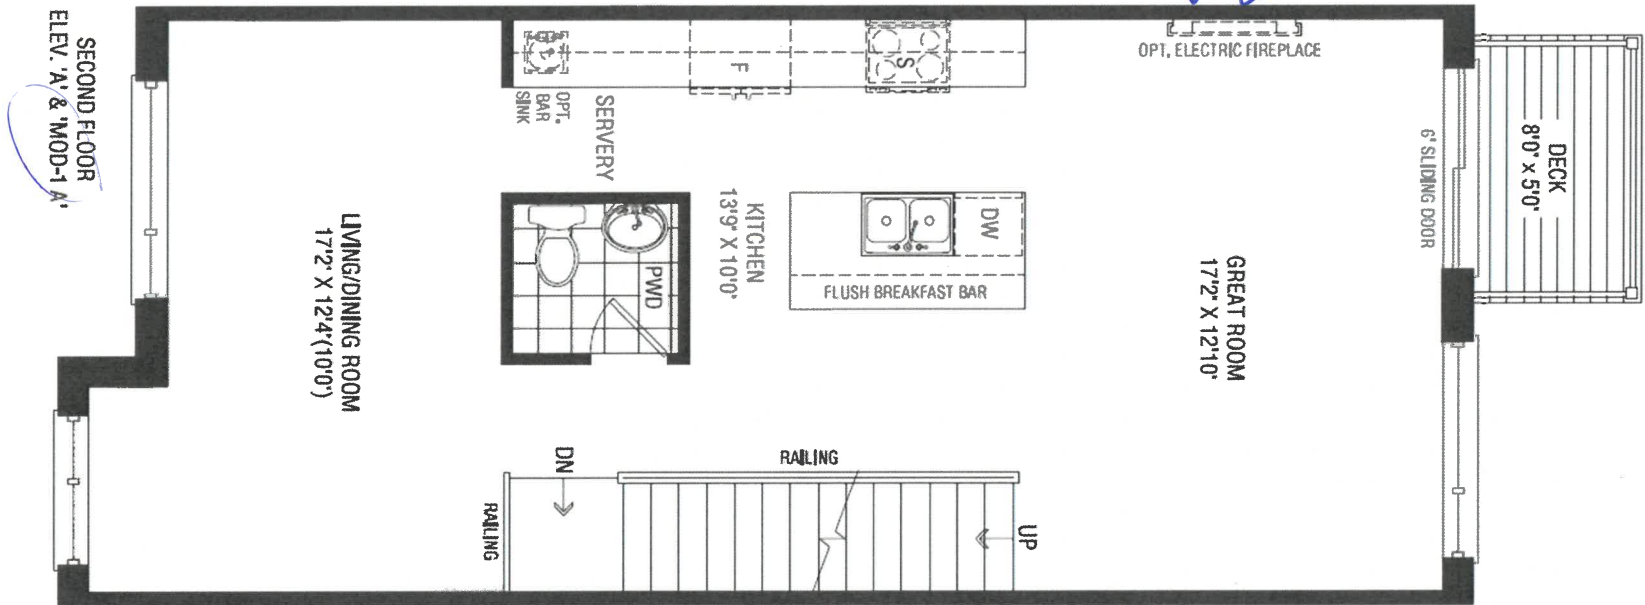 SECOND FLOOR
ELEV. 'A' & 'MOD-1 A'
OPT.
BAR
SINK
SERVERY
F
S
OPT. ELECTRIC FIREPLACE
DECK
8'0" x 5'0"
6' SLIDING DOOR
KITCHEN
13'9" X 10'0"
DW
FLUSH BREAKFAST BAR
PWD
GREAT ROOM
17'2" X 12'10"
LIVING/DINING ROOM
17'2" X 12'4"(10'0")
DN
RAILING
RAILING
UP